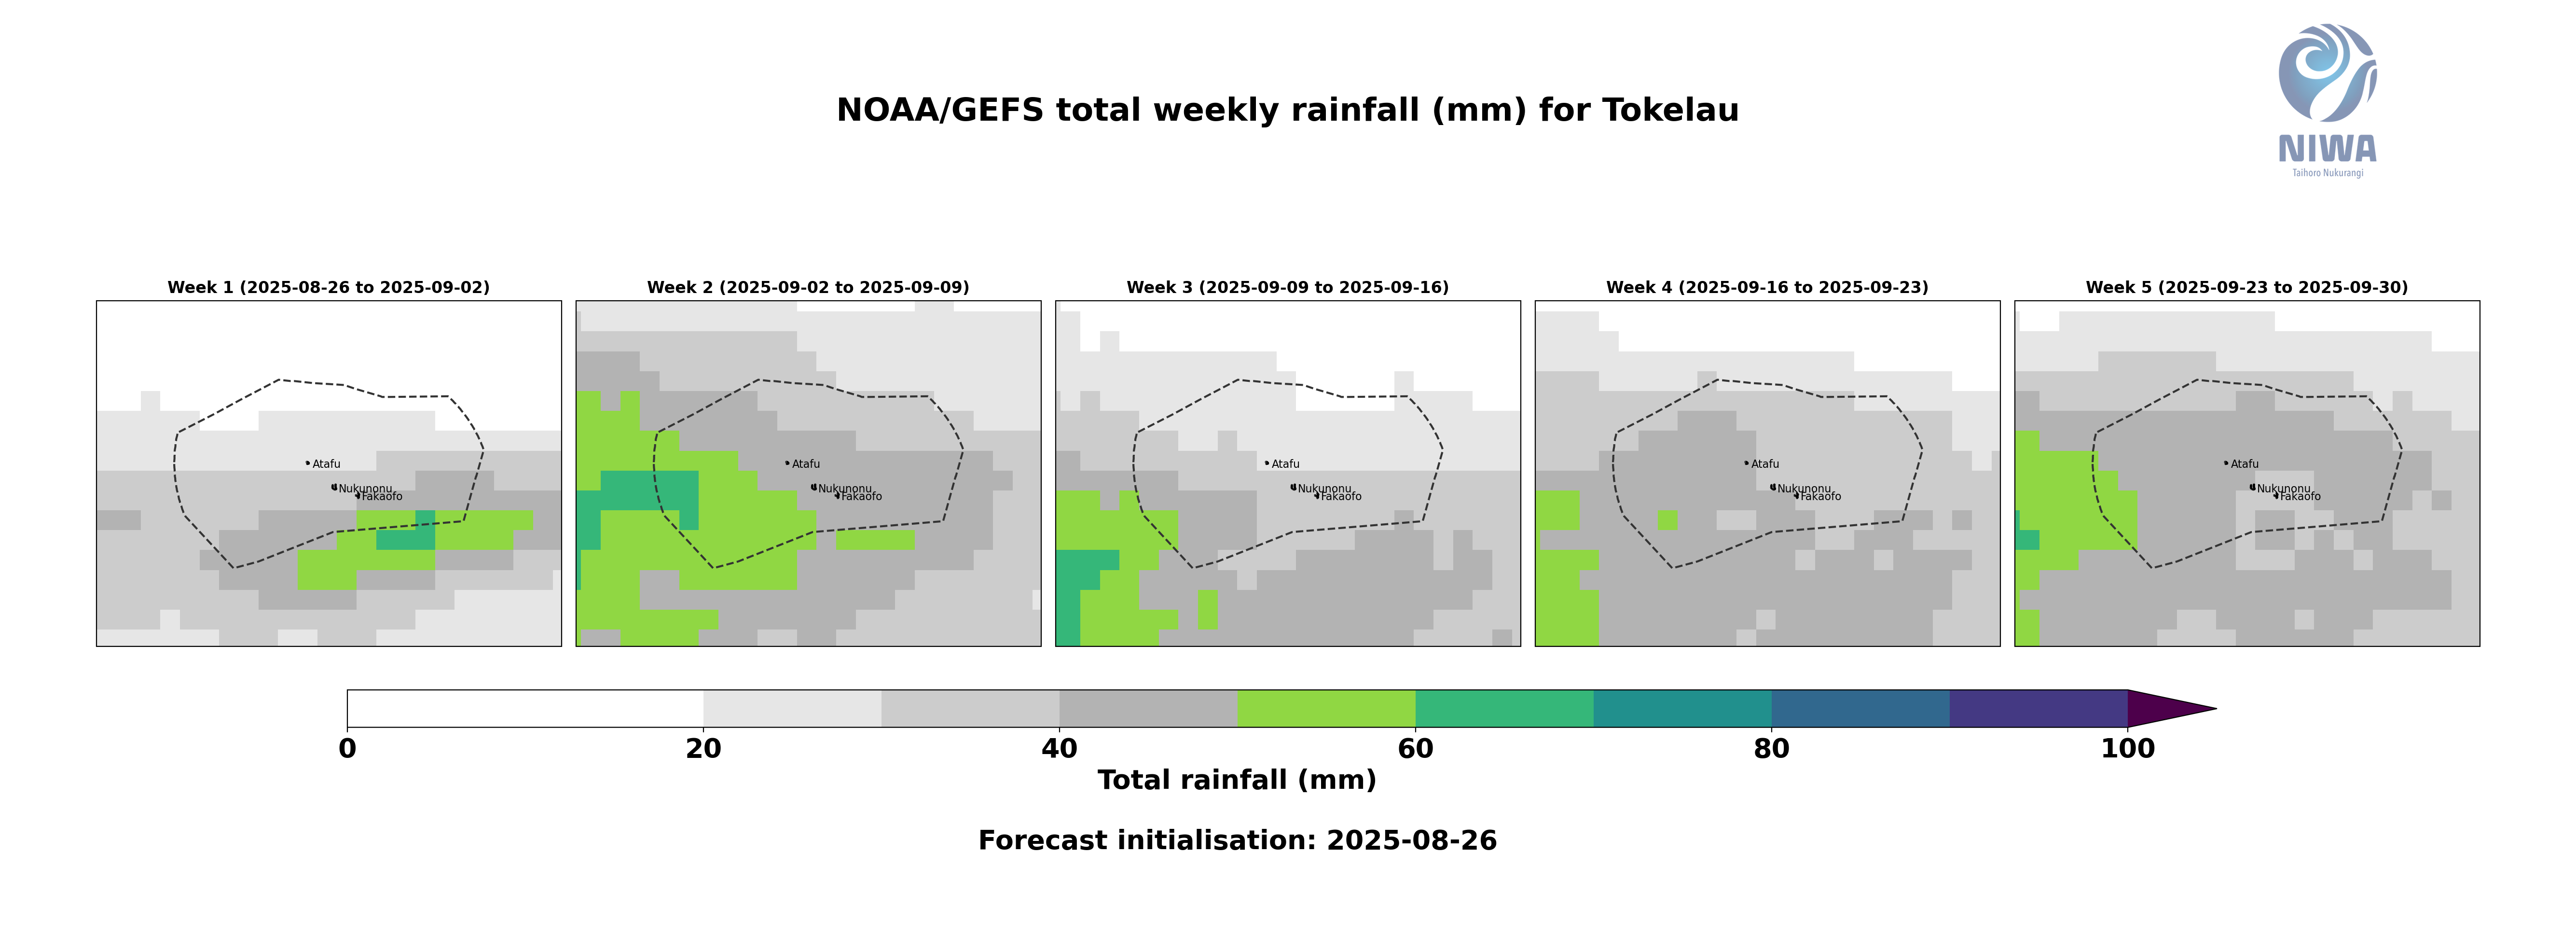 NOAA/GEFS total weekly rainfall (mm) for Tokelau
NIWA
Taihoro Nukurangi
Week 1 (2025-08-26 to 2025-09-02)
Atafu
Nukunonu
Fakaofo
Week 2 (2025-09-02 to 2025-09-09)
Atafu
Nukunonu
Fakaofo
Week 3 (2025-09-09 to 2025-09-16)
Atafu
Nukunonu
Fakaofo
Week 4 (2025-09-16 to 2025-09-23)
Atafu
Nukunonu
Fakaofo
Week 5 (2025-09-23 to 2025-09-30)
Atafu
Nukunonu
Fakaofo
0 20 40 60 80 100
Total rainfall (mm)
Forecast initialisation: 2025-08-26